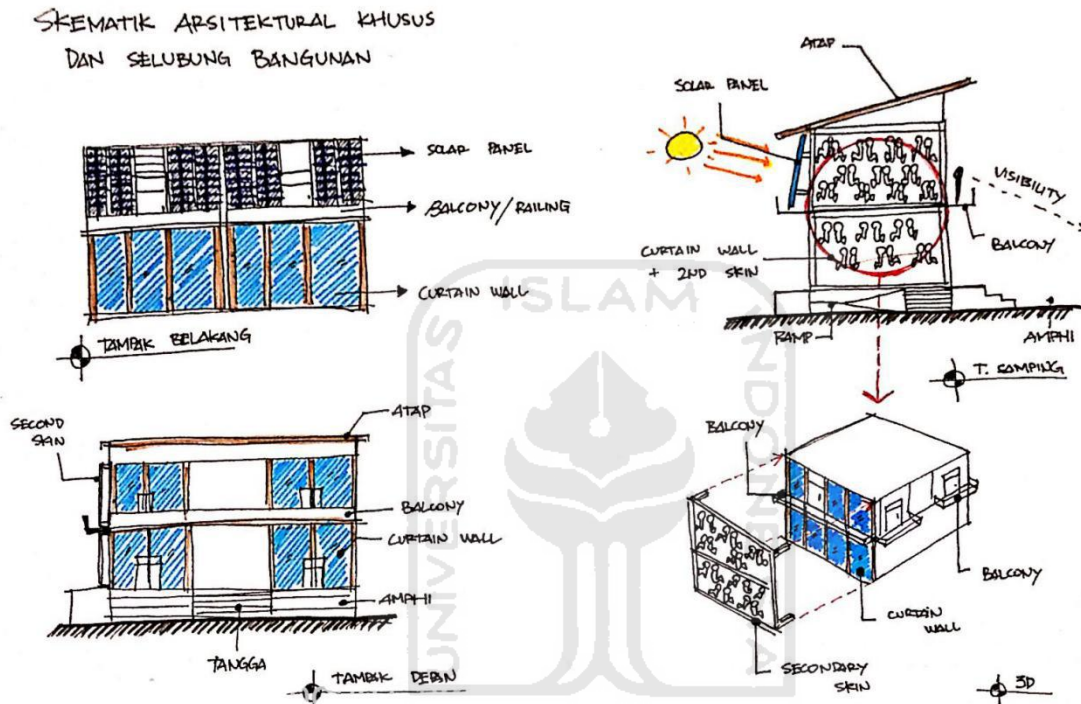 SKEMATIK ARSITEKTURAL KHUSUS
DAN SELUBUNG BANGUNAN
SOLAR PANEL
BALCONY/RAILING
CURTAIN WALL
TAMPAK BELAKANG
ATAP
SOLAR PANEL
VISIBILITY
BALCONY
CURTAIN WALL
+ 2ND SKIN
RAMP
AMPHI
T. SAMPING
SECOND
SKIN
ATAP
BALCONY
CURTAIN WALL
AMPHI
TANGGA
TAMPAK DEPAN
BALCONY
BALCONY
CURTAIN
WALL
SECONDARY
SKIN
3D
UNIVERSITAS
ISLAM
INDONESIA